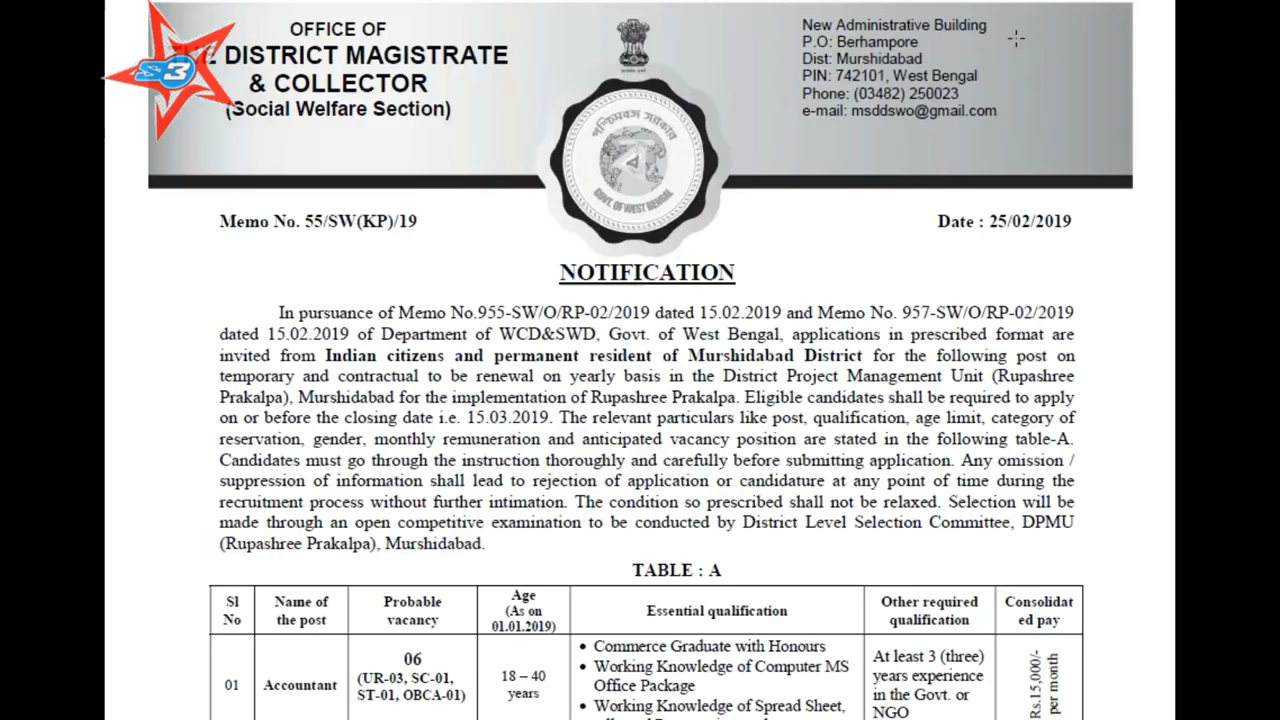 OFFICE OF
THE DISTRICT MAGISTRATE
& COLLECTOR
(Social Welfare Section)
S3
পশ্চিমবঙ্গ সরকার
ব
GOVT. OF WEST BENGAL
New Administrative Building
P.O: Berhampore
Dist: Murshidabad
PIN: 742101, West Bengal
Phone: (03482) 250023
e-mail: msddswo@gmail.com
Memo No. 55/SW(KP)/19
Date : 25/02/2019
NOTIFICATION
In pursuance of Memo No.955-SW/O/RP-02/2019 dated 15.02.2019 and Memo No. 957-SW/O/RP-02/2019
dated 15.02.2019 of Department of WCD&SWD, Govt. of West Bengal, applications in prescribed format are
invited from Indian citizens and permanent resident of Murshidabad District for the following post on
temporary and contractual to be renewal on yearly basis in the District Project Management Unit (Rupashree
Prakalpa), Murshidabad for the implementation of Rupashree Prakalpa. Eligible candidates shall be required to apply
on or before the closing date i.e. 15.03.2019. The relevant particulars like post, qualification, age limit, category of
reservation, gender, monthly remuneration and anticipated vacancy position are stated in the following table-A.
Candidates must go through the instruction thoroughly and carefully before submitting application. Any omission /
suppression of information shall lead to rejection of application or candidature at any point of time during the
recruitment process without further intimation. The condition so prescribed shall not be relaxed. Selection will be
made through an open competitive examination to be conducted by District Level Selection Committee, DPMU
(Rupashree Prakalpa), Murshidabad.
TABLE : A
Sl
No
Name of
the post
Probable
vacancy
Age
(As on
01.01.2019)
Essential qualification
Other required
qualification
Consolidat
ed pay
01
Accountant
06
(UR-03, SC-01,
ST-01, OBCA-01)
18 – 40
years
• Commerce Graduate with Honours
• Working Knowledge of Computer MS
Office Package
• Working Knowledge of Spread Sheet,
At least 3 (three)
years experience
in the Govt. or
NGO
Rs.15,000/-
per month